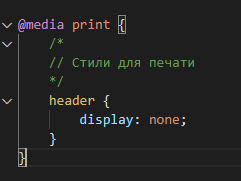 @media print {
/*
// Стили для печати
*/
header {
display: none;
}
}